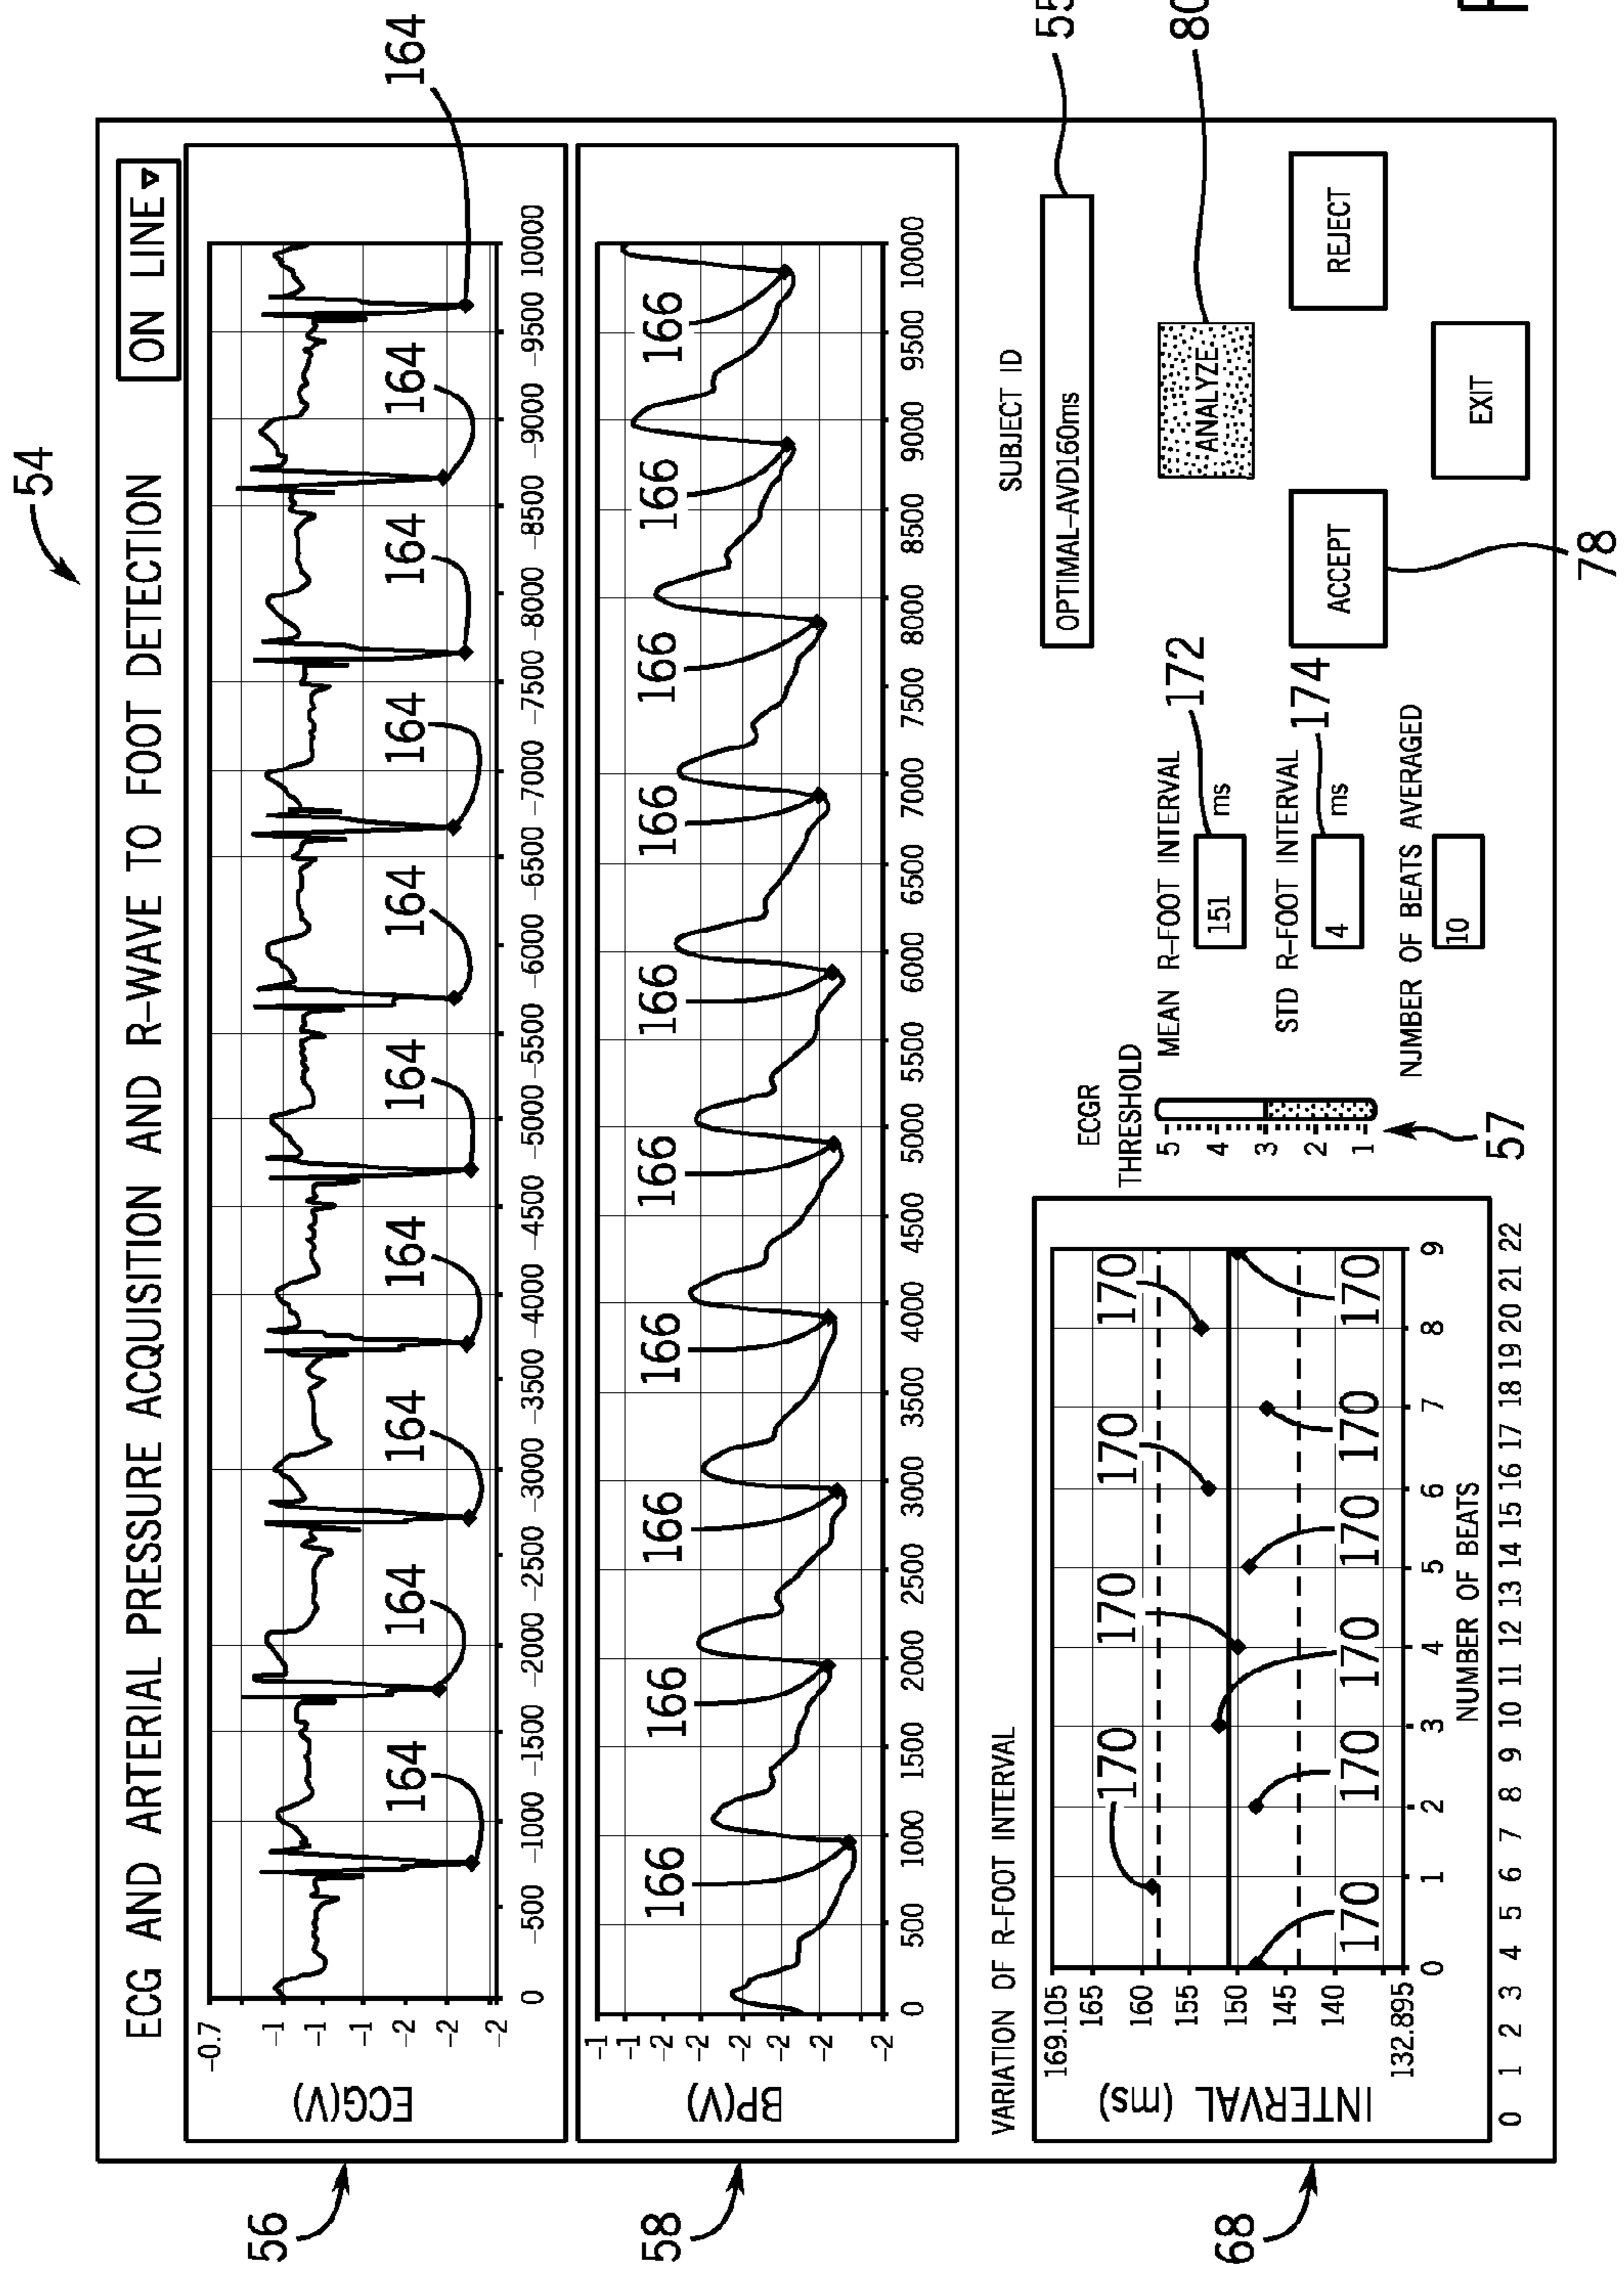 54
ECG AND ARTERIAL PRESSURE ACQUISITION AND R-WAVE TO FOOT DETECTION
ON LINE
56
ECG(V)
-0.7
-1
-1
-2
-2
-2
164 164 164 164 164 164 164 164 164 164
0 -500 -1000 -1500 -2000 -2500 -3000 -3500 -4000 -4500 -5000 -5500 -6000 -6500 -7000 -7500 -8000 -8500 -9000 -9500 10000
58
BP(V)
-1
-1
-2
-2
-2
-2
-2
-2
166 166 166 166 166 166 166 166 166 166
0 500 1000 1500 2000 2500 3000 3500 4000 4500 5000 5500 6000 6500 7000 7500 8000 8500 9000 9500 10000
VARIATION OF R-FOOT INTERVAL
68
INTERVAL (ms)
169.105
165
160
155
150
145
140
132.895
170 170 170 170
170 170 170 170 170 170
0 1 2 3 4 5 6 7 8 9
NUMBER OF BEATS
0 1 2 3 4 5 6 7 8 9 10 11 12 13 14 15 16 17 18 19 20 21 22
ECGR
THRESHOLD
5
4
3
2
1
57
MEAN R-FOOT INTERVAL
151 ms
172
STD R-FOOT INTERVAL
4 ms
174
NJMBER OF BEATS AVERAGED
10
SUBJECT ID
OPTIMAL-AVD160ms
55
ANALYZE
80
ACCEPT
78
REJECT
EXIT